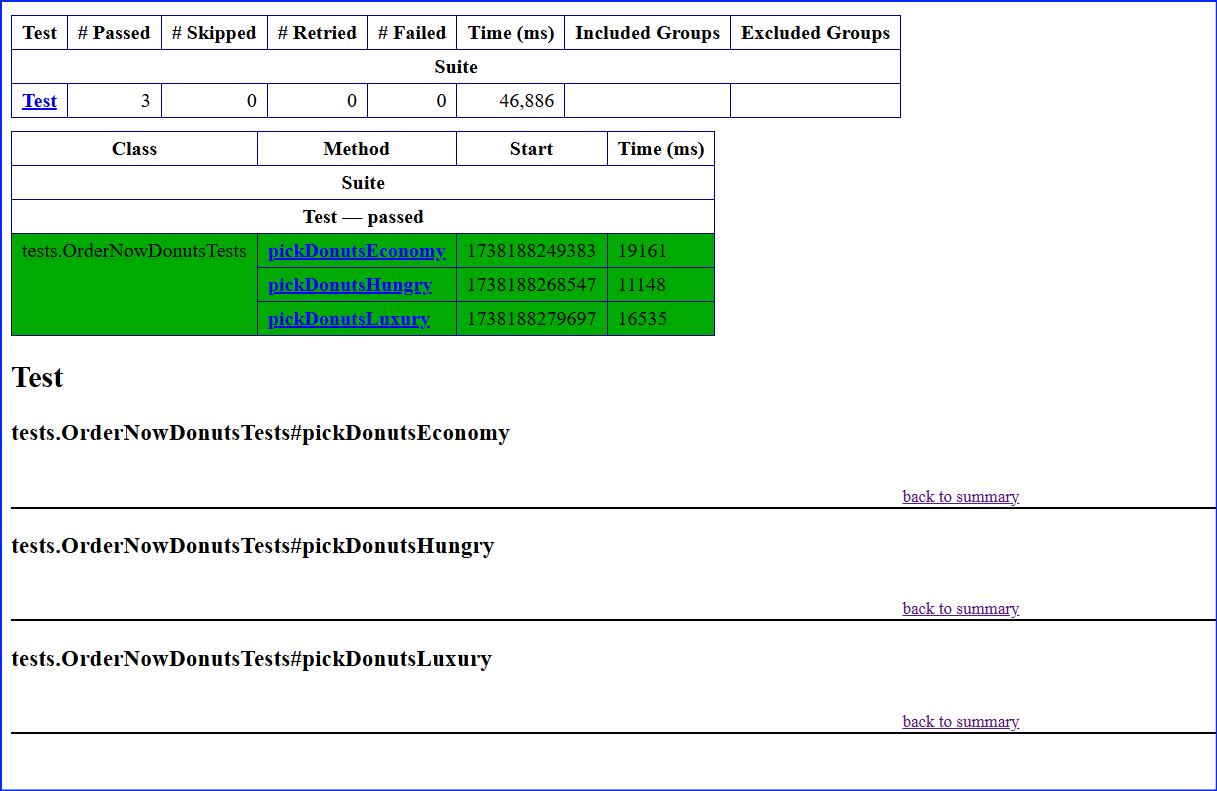 Test # Passed # Skipped # Retried # Failed Time (ms) Included Groups Excluded Groups
Suite
Test 3 0 0 0 46,886
Class Method Start Time (ms)
Suite
Test — passed
tests.OrderNowDonutsTests pickDonutsEconomy 1738188249383 19161
pickDonutsHungry 1738188268547 11148
pickDonutsLuxury 1738188279697 16535
Test
tests.OrderNowDonutsTests#pickDonutsEconomy
back to summary
tests.OrderNowDonutsTests#pickDonutsHungry
back to summary
tests.OrderNowDonutsTests#pickDonutsLuxury
back to summary